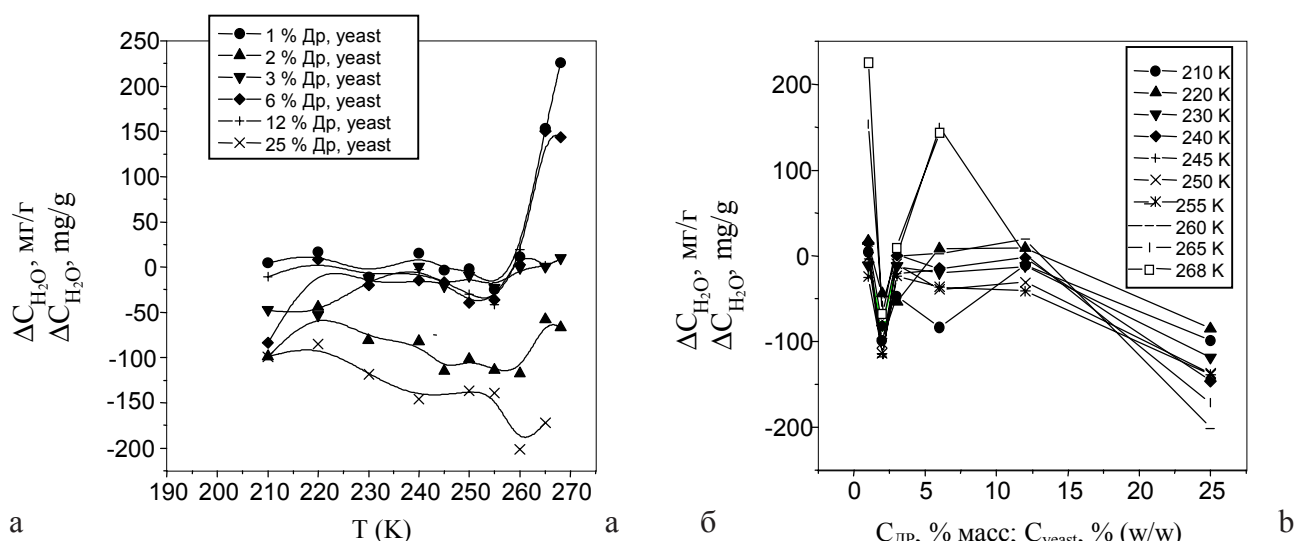 250
200
150
100
50
0
-50
-100
-150
-200
190 200 210 220 230 240 250 260 270
T (K)
ΔC_H₂O, мг/г
ΔC_H₂O, mg/g
1 % Др, yeast
2 % Др, yeast
3 % Др, yeast
6 % Др, yeast
12 % Др, yeast
25 % Др, yeast
а
a
200
100
0
-100
-200
0 5 10 15 20 25
ΔC_H₂O, мг/г
ΔC_H₂O, mg/g
210 K
220 K
230 K
240 K
245 K
250 K
255 K
260 K
265 K
268 K
б
C_ДР, % масс; C_yeast, % (w/w)
b